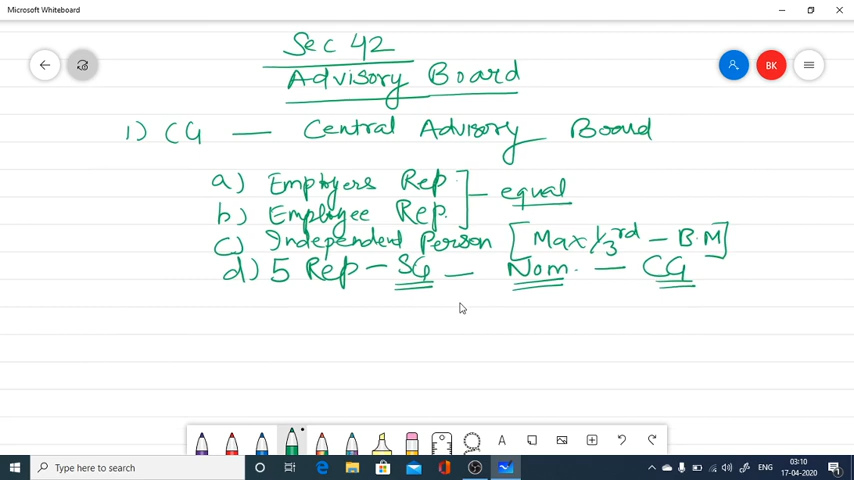 Microsoft Whiteboard
Sec 42
Advisory Board
BK
1) CG — Central Advisory Board
a) Employers Rep.
b) Employee Rep.
equal
c) Independent Person [Max 1/3rd - B.M]
d) 5 Rep - SG — Nom. — CG
A
Type here to search
ENG
03:10
17-04-2020